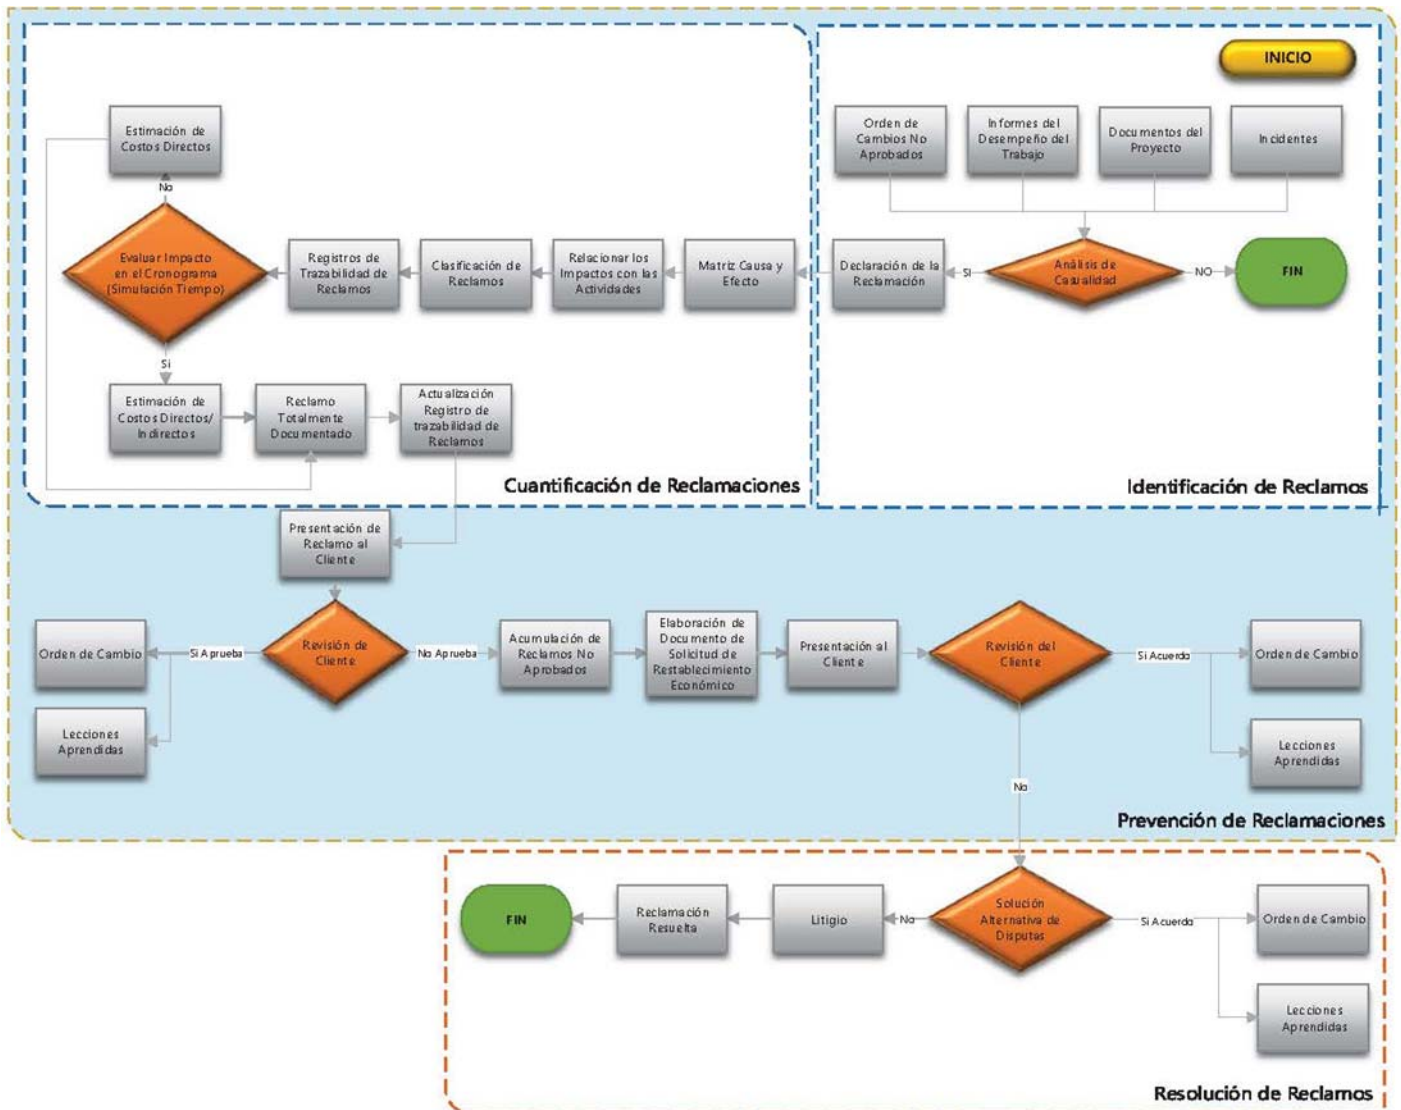 INICIO
Orden de
Cambios No
Aprobados
Informes del
Desempeño del
Trabajo
Documentos del
Proyecto
Incidentes
Análisis de
Casualidad
NO
FIN
SI
Declaración de la
Reclamación
Identificación de Reclamos
Matriz Causa y
Efecto
Relacionar los
Impactos con las
Actividades
Clasificación de
Reclamos
Registros de
Trazabilidad de
Reclamos
Evaluar Impacto
en el Cronograma
(Simulación Tiempo)
No
Estimación de
Costos Directos
Si
Estimación de
Costos Directos/
Indirectos
Reclamo
Totalmente
Documentado
Actualización
Registro de
trazabilidad de
Reclamos
Cuantificación de Reclamaciones
Presentación de
Reclamo al
Cliente
Revisión de
Cliente
Si Aprueba
Orden de Cambio
Lecciones
Aprendidas
No Aprueba
Acumulación de
Reclamos No
Aprobados
Elaboración de
Documento de
Solicitud de
Restablecimiento
Económico
Presentación al
Cliente
Revisión del
Cliente
Si Acuerdo
Orden de Cambio
Lecciones
Aprendidas
No
Prevención de Reclamaciones
Solución
Alternativa de
Disputas
Si Acuerdo
Orden de Cambio
Lecciones
Aprendidas
No
Litigio
Reclamación
Resuelta
FIN
Resolución de Reclamos